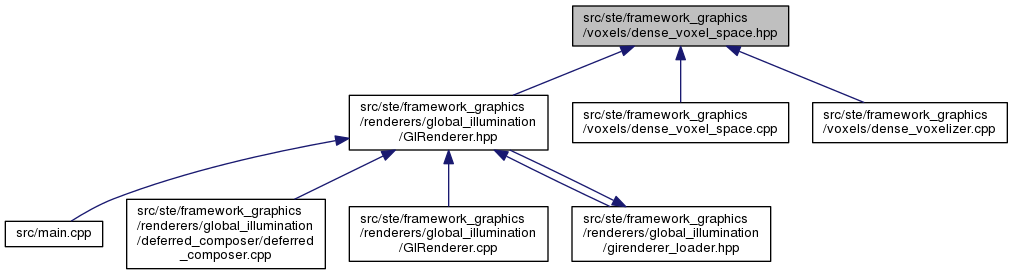 src/ste/framework_graphics
/voxels/dense_voxel_space.hpp
src/ste/framework_graphics
/renderers/global_illumination
/GIRenderer.hpp
src/ste/framework_graphics
/voxels/dense_voxel_space.cpp
src/ste/framework_graphics
/voxels/dense_voxelizer.cpp
src/main.cpp
src/ste/framework_graphics
/renderers/global_illumination
/deferred_composer/deferred
_composer.cpp
src/ste/framework_graphics
/renderers/global_illumination
/GIRenderer.cpp
src/ste/framework_graphics
/renderers/global_illumination
/girenderer_loader.hpp